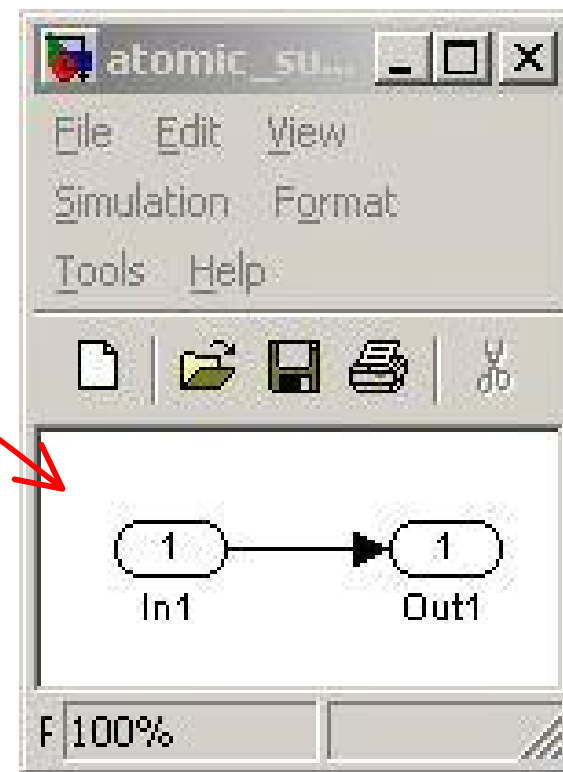 atomic_su...
File Edit View
Simulation Format
Tools Help
1 1
In1 Out1
F 100%